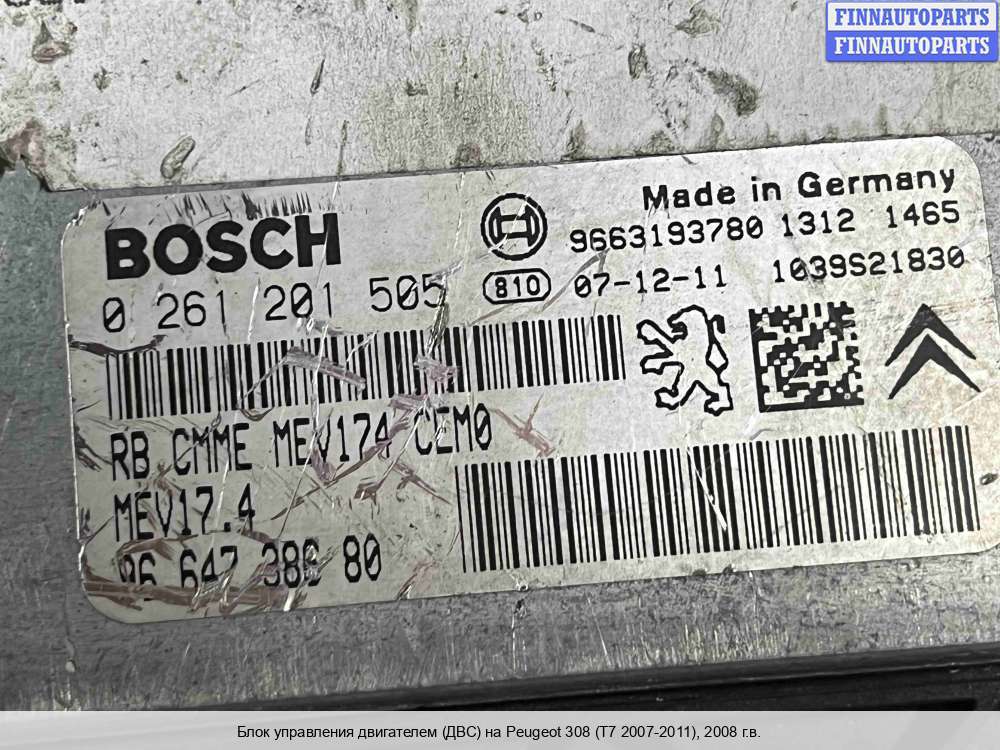 FINNAUTOPARTS
FINNAUTOPARTS
Made in Germany
BOSCH
9663193780 1312 1465
0 261 201 505
810 07-12-11 1039S21830
RB CMME MEV174 CEM0
MEV17.4
96 647 386 80
Блок управления двигателем (ДВС) на Peugeot 308 (T7 2007-2011), 2008 г.в.